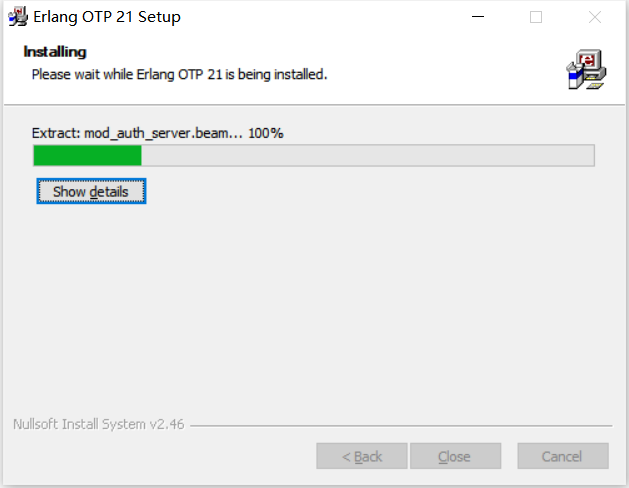 Erlang OTP 21 Setup
Installing
Please wait while Erlang OTP 21 is being installed.
Extract: mod_auth_server.beam... 100%
Show details
Nullsoft Install System v2.46
< Back Close Cancel